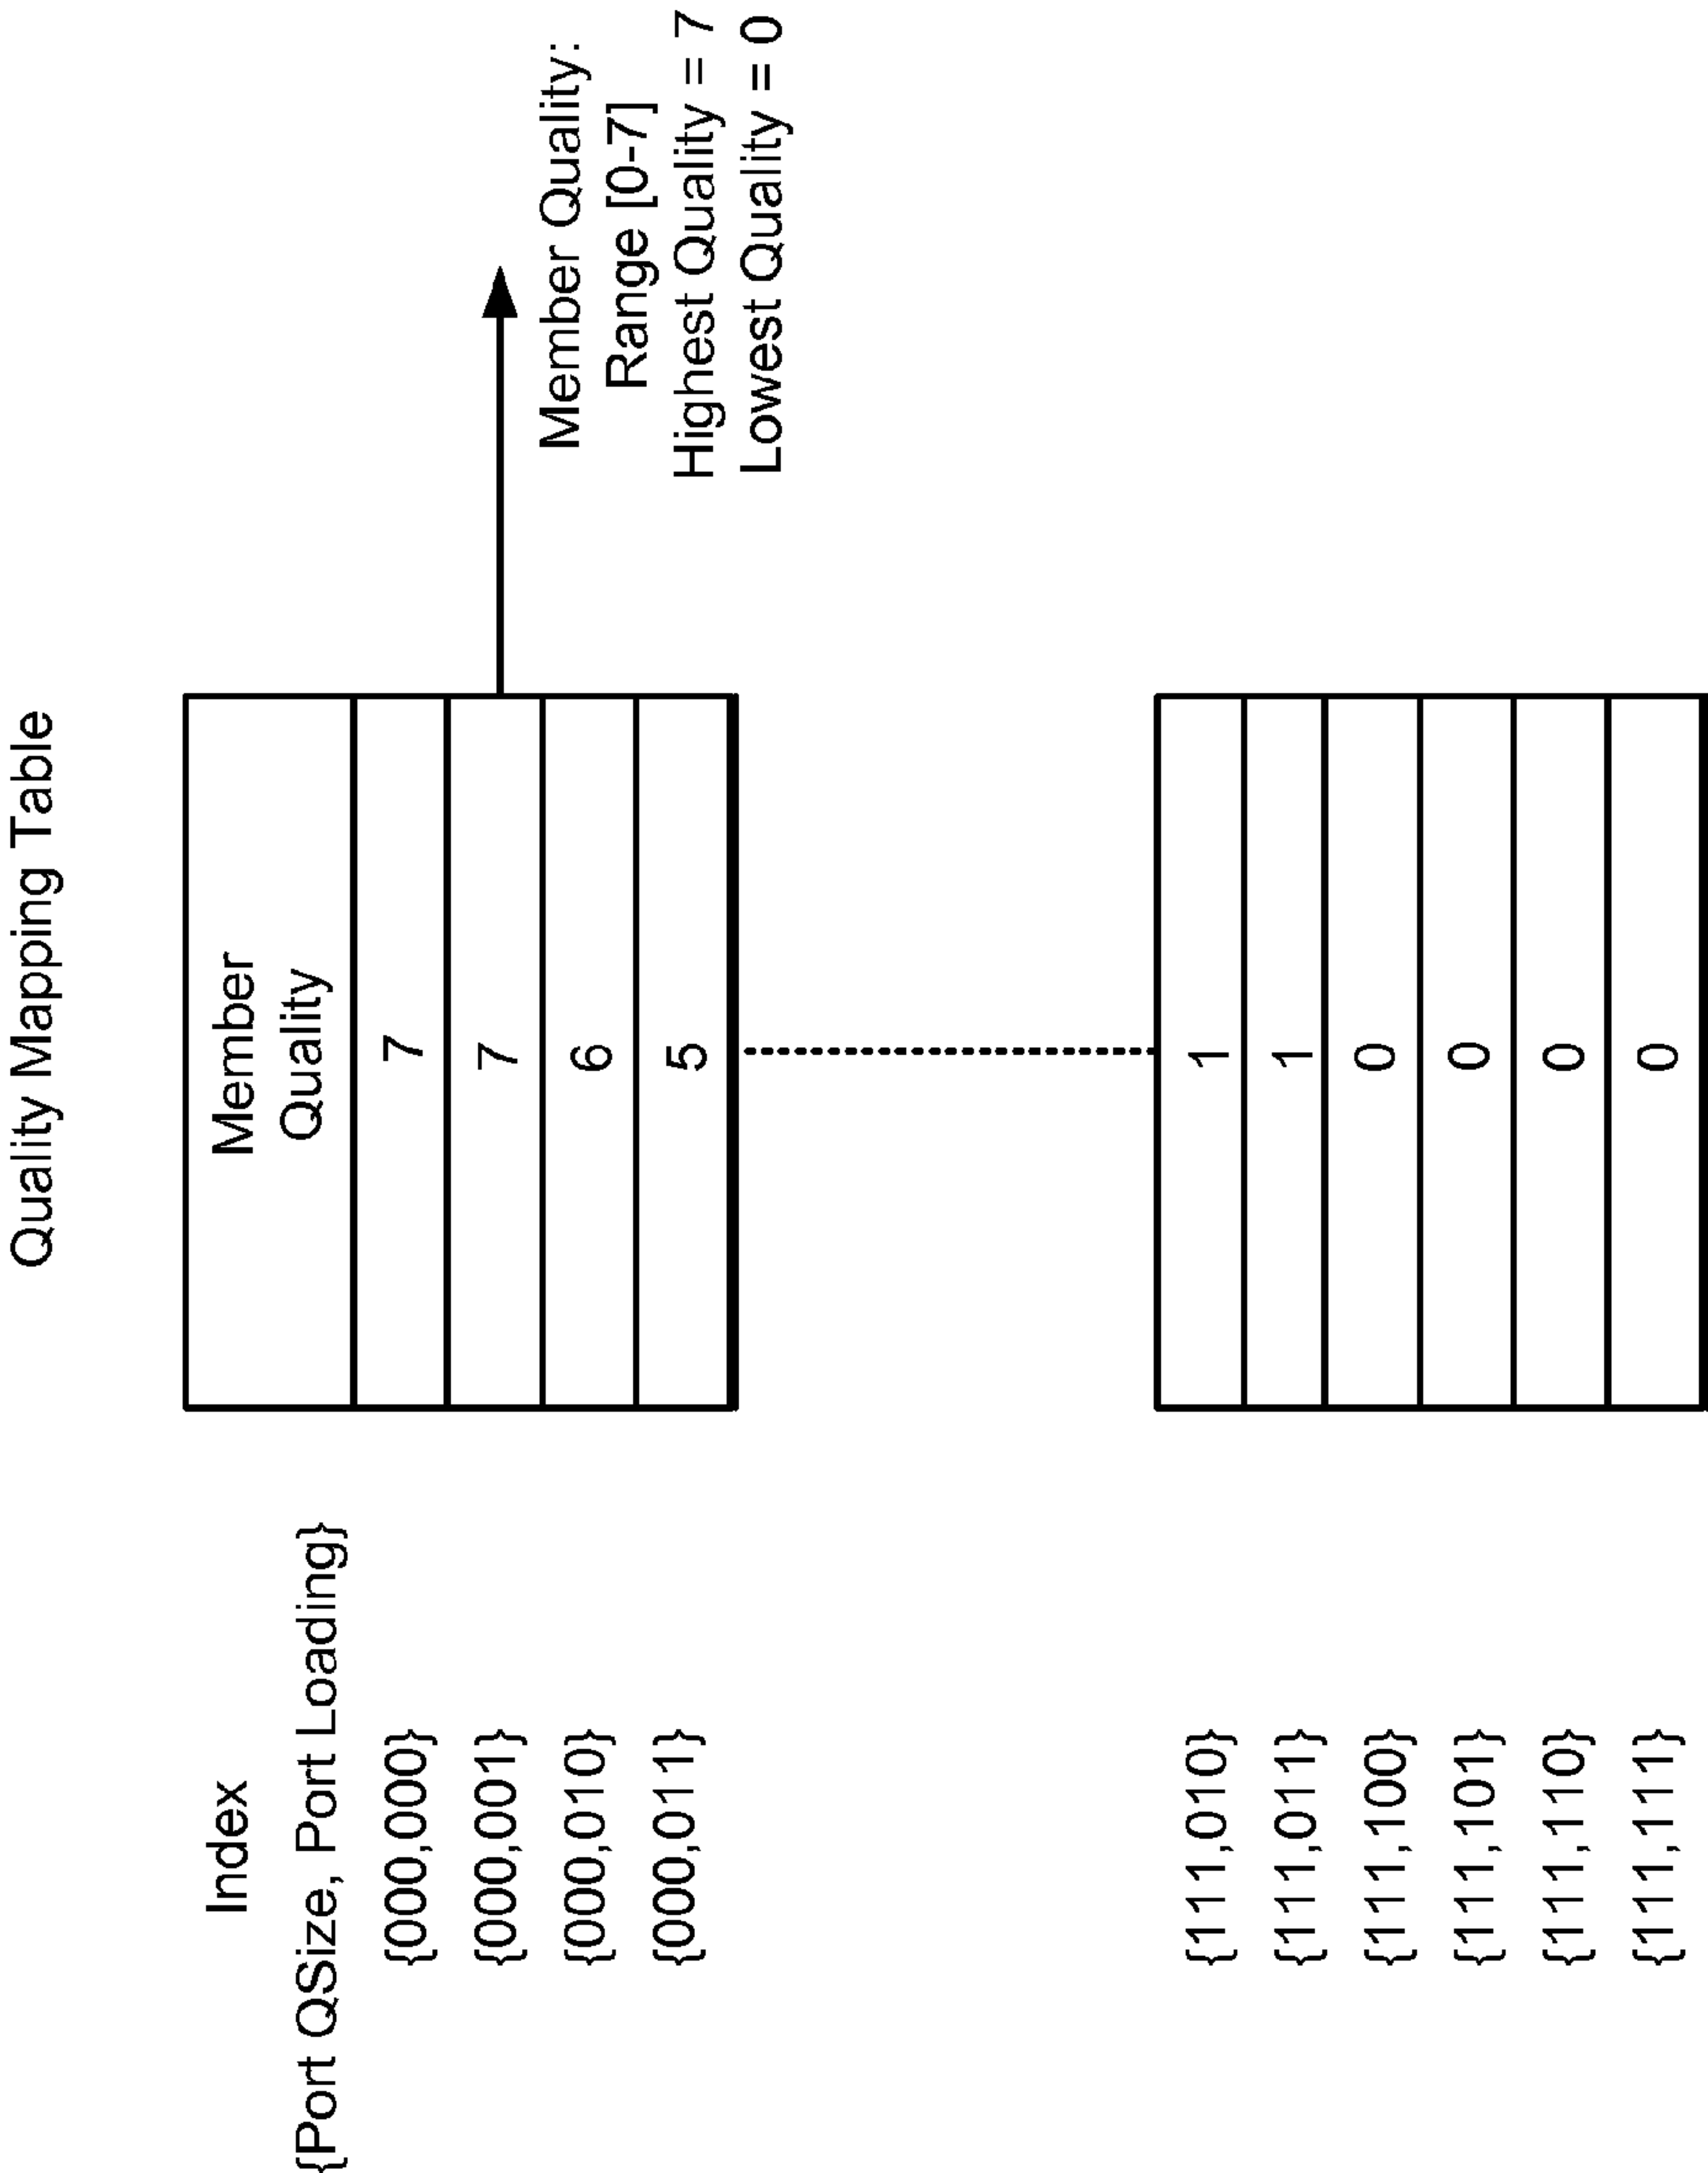 Quality Mapping Table
Index
{Port QSize, Port Loading}
Member
Quality
{000,000} 7
{000,001} 7
{000,010} 6
{000,011} 5
Member Quality:
Range [0-7]
Highest Quality = 7
Lowest Quality = 0
{111,010} 1
{111,011} 1
{111,100} 0
{111,101} 0
{111,110} 0
{111,111} 0